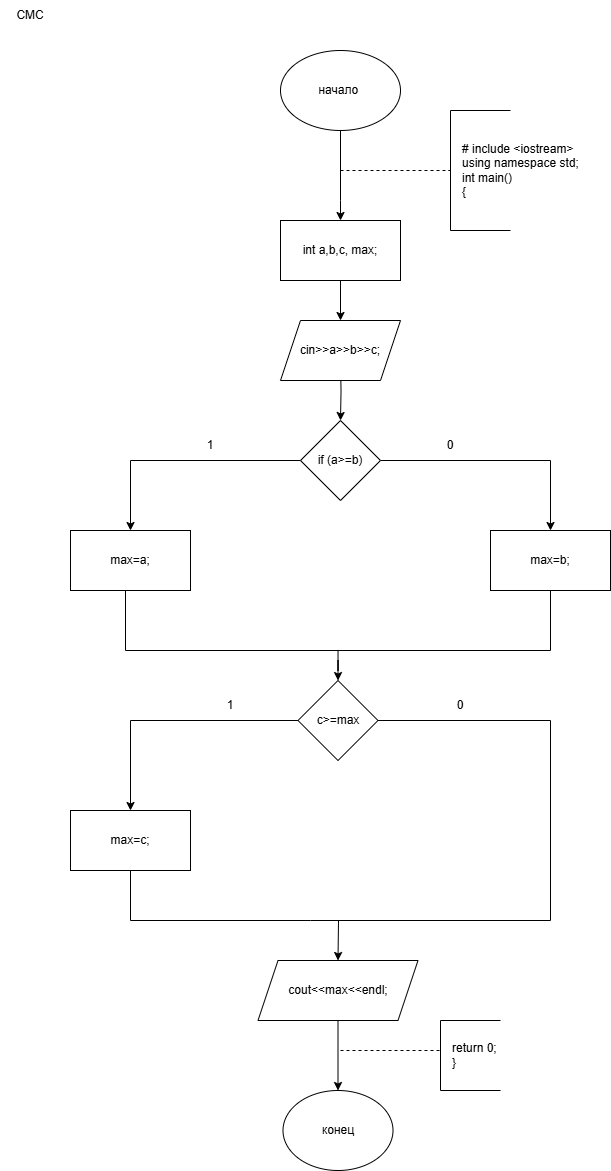 СМС
начало
# include <iostream>
using namespace std;
int main()
{
int a,b,c, max;
cin>>a>>b>>c;
if (a>=b)
1
0
max=a;
max=b;
c>=max
1
0
max=c;
cout<<max<<endl;
return 0;
}
конец